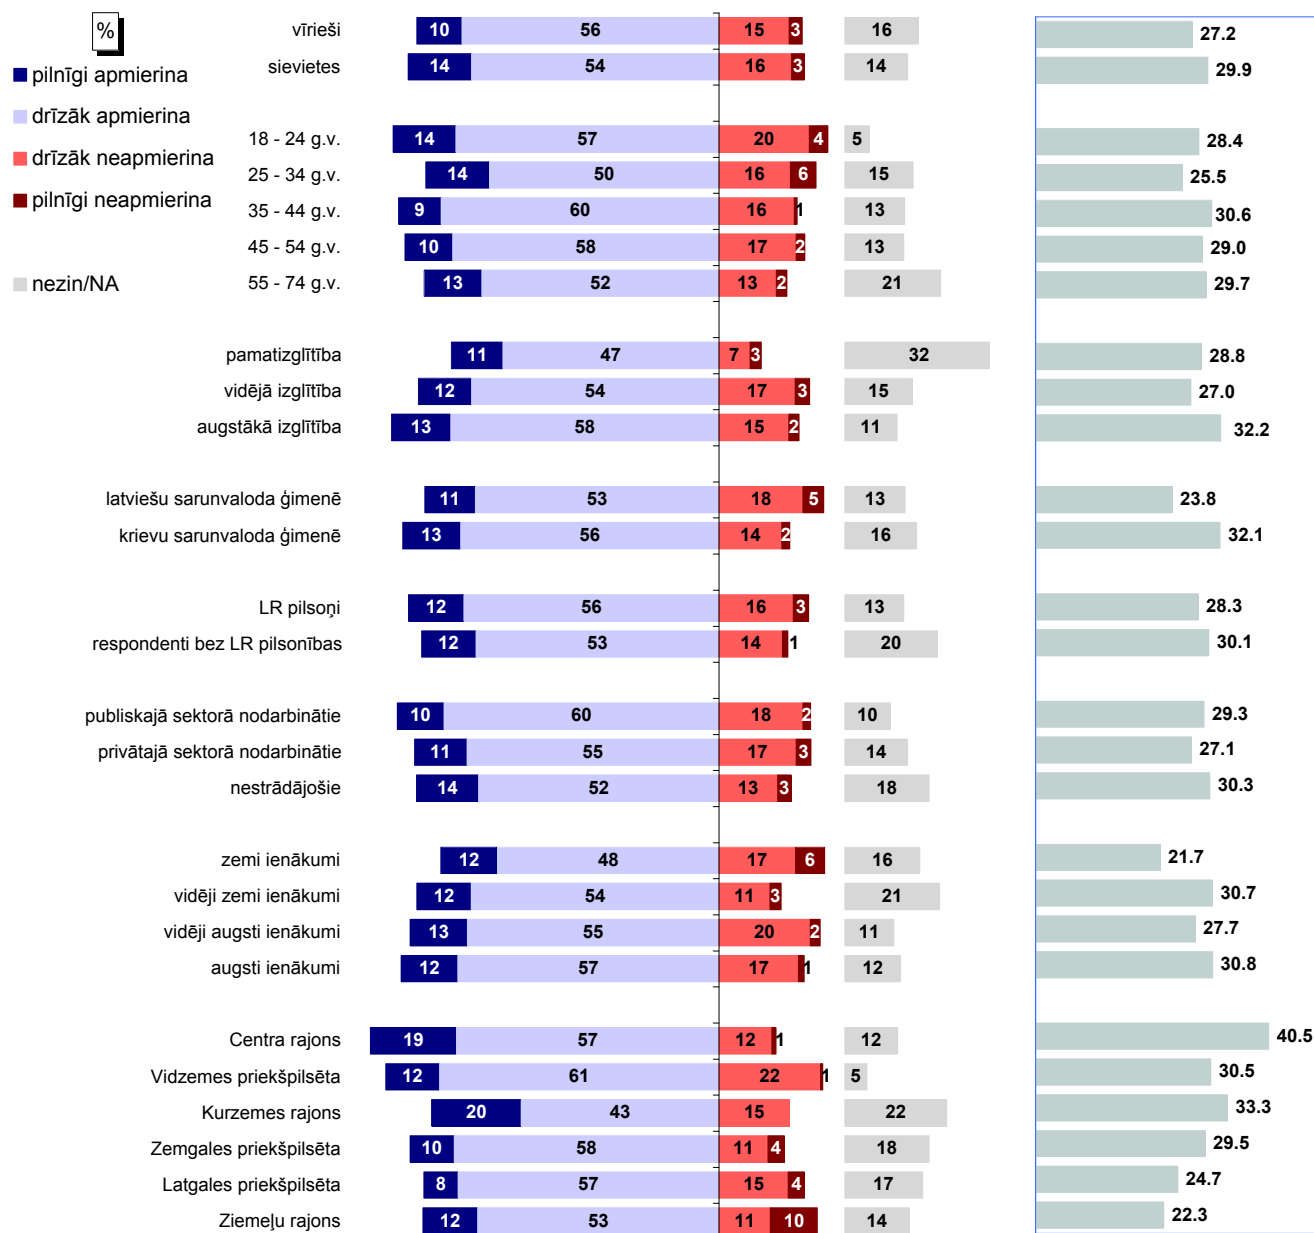 %
pilnīgi apmierina
drīzāk apmierina
drīzāk neapmierina
pilnīgi neapmierina
nezin/NA
vīrieši 10 56 15 3 16 27.2
sievietes 14 54 16 3 14 29.9
18 - 24 g.v. 14 57 20 4 5 28.4
25 - 34 g.v. 14 50 16 6 15 25.5
35 - 44 g.v. 9 60 16 1 13 30.6
45 - 54 g.v. 10 58 17 2 13 29.0
55 - 74 g.v. 13 52 13 2 21 29.7
pamatizglītība 11 47 7 3 32 28.8
vidējā izglītība 12 54 17 3 15 27.0
augstākā izglītība 13 58 15 2 11 32.2
latviešu sarunvaloda ģimenē 11 53 18 5 13 23.8
krievu sarunvaloda ģimenē 13 56 14 2 16 32.1
LR pilsoņi 12 56 16 3 13 28.3
respondenti bez LR pilsonības 12 53 14 1 20 30.1
publiskajā sektorā nodarbinātie 10 60 18 2 10 29.3
privātajā sektorā nodarbinātie 11 55 17 3 14 27.1
nestrādājošie 14 52 13 3 18 30.3
zemi ienākumi 12 48 17 6 16 21.7
vidēji zemi ienākumi 12 54 11 3 21 30.7
vidēji augsti ienākumi 13 55 20 2 11 27.7
augsti ienākumi 12 57 17 1 12 30.8
Centra rajons 19 57 12 1 12 40.5
Vidzemes priekšpilsēta 12 61 22 1 5 30.5
Kurzemes rajons 20 43 15 22 33.3
Zemgales priekšpilsēta 10 58 11 4 18 29.5
Latgales priekšpilsēta 8 57 15 4 17 24.7
Ziemeļu rajons 12 53 11 10 14 22.3